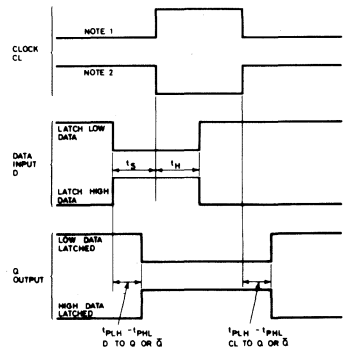 NOTE 1
CLOCK
CL
NOTE 2
LATCH LOW
DATA
DATA
INPUT
D
tS
tH
LATCH HIGH
DATA
LOW DATA
LATCHED
Q
OUTPUT
HIGH DATA
LATCHED
tPLH - tPHL
D TO Q OR Q̅
tPLH - tPHL
CL TO Q OR Q̅